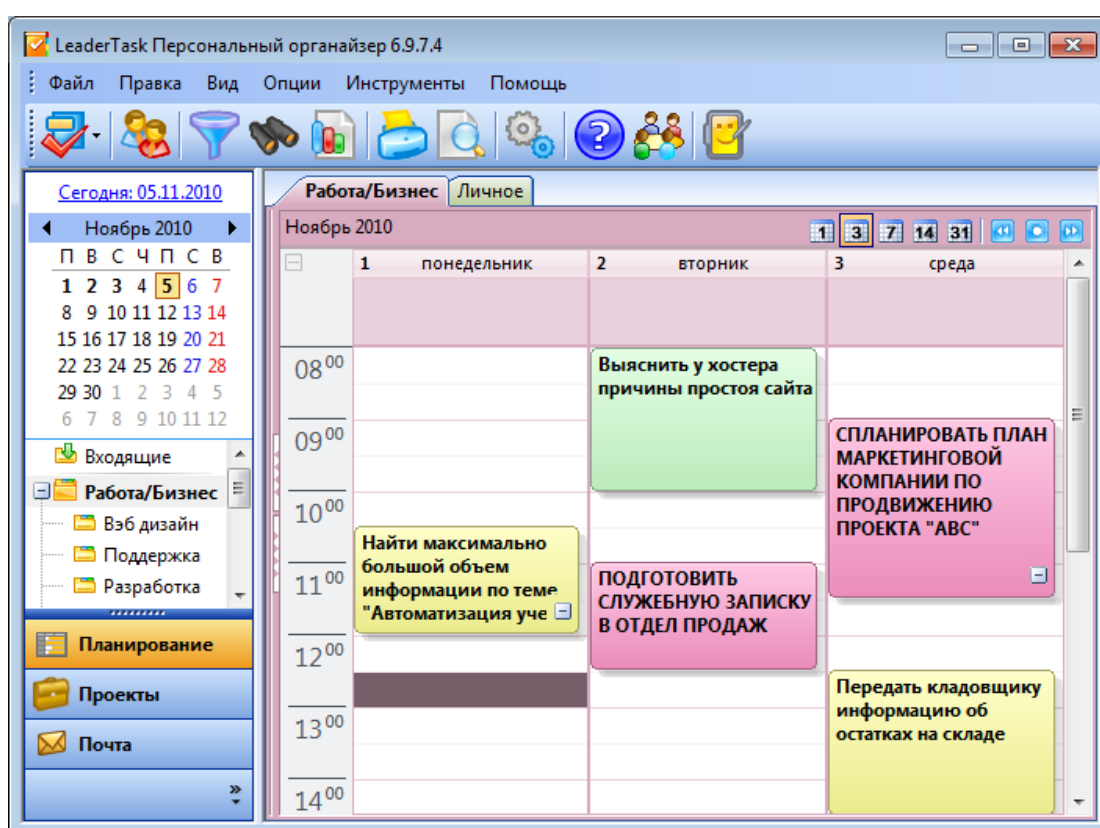 LeaderTask Персональный органайзер 6.9.7.4
Файл Правка Вид Опции Инструменты Помощь
Сегодня: 05.11.2010
Ноябрь 2010
П В С Ч П С В
1 2 3 4 5 6 7
8 9 10 11 12 13 14
15 16 17 18 19 20 21
22 23 24 25 26 27 28
29 30 1 2 3 4 5
6 7 8 9 10 11 12
Входящие
Работа/Бизнес
Вэб дизайн
Поддержка
Разработка
Планирование
Проекты
Почта
Работа/Бизнес Личное
Ноябрь 2010
1 3 7 14 31
1 понедельник 2 вторник 3 среда
08 00
09 00
10 00
11 00
12 00
13 00
14 00
Найти максимально
большой объем
информации по теме
"Автоматизация уче
Выяснить у хостера
причины простоя сайта
ПОДГОТОВИТЬ
СЛУЖЕБНУЮ ЗАПИСКУ
В ОТДЕЛ ПРОДАЖ
СПЛАНИРОВАТЬ ПЛАН
МАРКЕТИНГОВОЙ
КОМПАНИИ ПО
ПРОДВИЖЕНИЮ
ПРОЕКТА "АВС"
Передать кладовщику
информацию об
остатках на складе